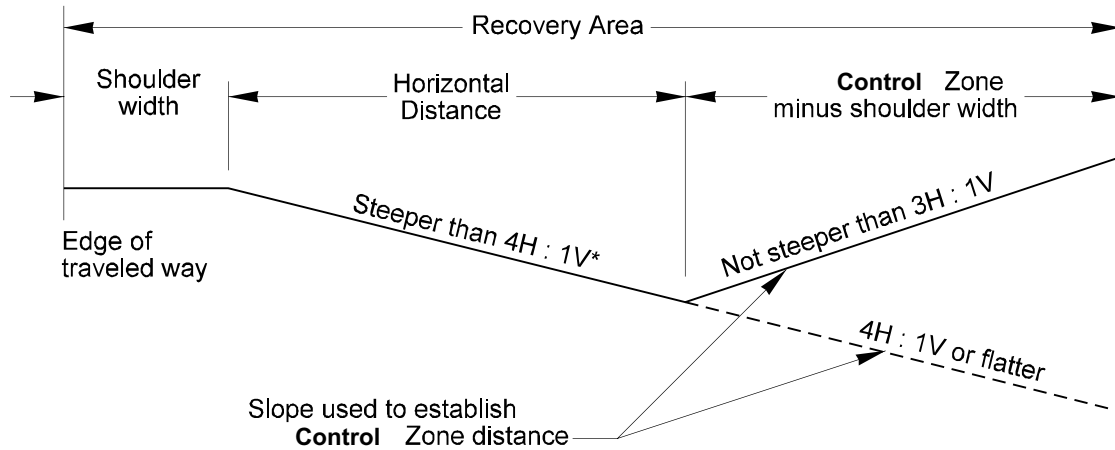 Recovery Area
Shoulder
width
Horizontal
Distance
Control Zone
minus shoulder width
Steeper than 4H : 1V*
Not steeper than 3H : 1V
Edge of
traveled way
4H : 1V or flatter
Slope used to establish
Control Zone distance